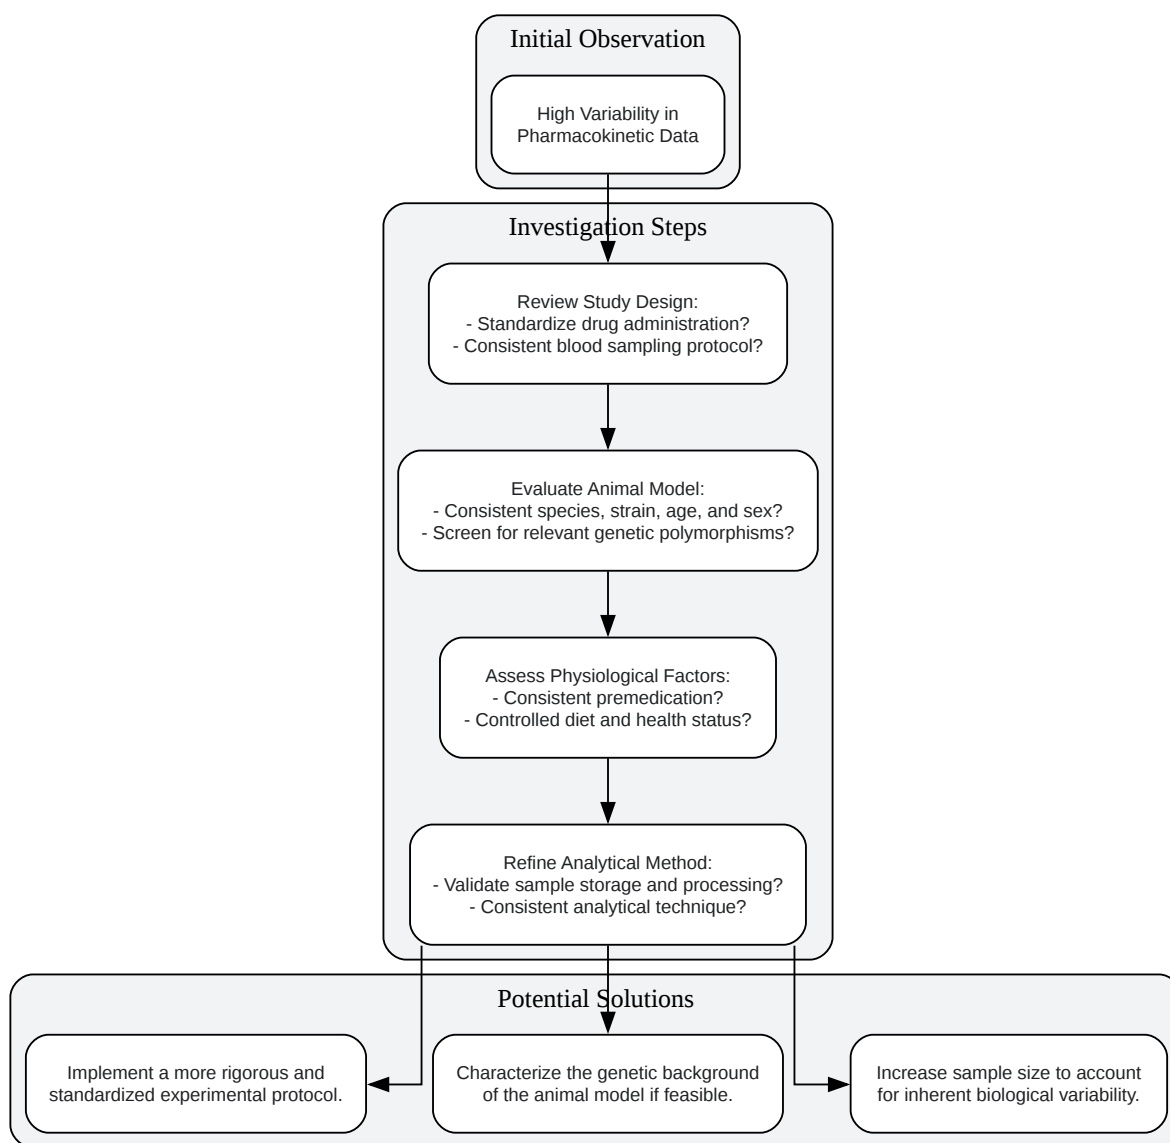 Initial Observation
High Variability in
Pharmacokinetic Data
Investigation Steps
Review Study Design:
- Standardize drug administration?
- Consistent blood sampling protocol?
Evaluate Animal Model:
- Consistent species, strain, age, and sex?
- Screen for relevant genetic polymorphisms?
Assess Physiological Factors:
- Consistent premedication?
- Controlled diet and health status?
Refine Analytical Method:
- Validate sample storage and processing?
- Consistent analytical technique?
Potential Solutions
Implement a more rigorous and
standardized experimental protocol.
Characterize the genetic background
of the animal model if feasible.
Increase sample size to account
for inherent biological variability.